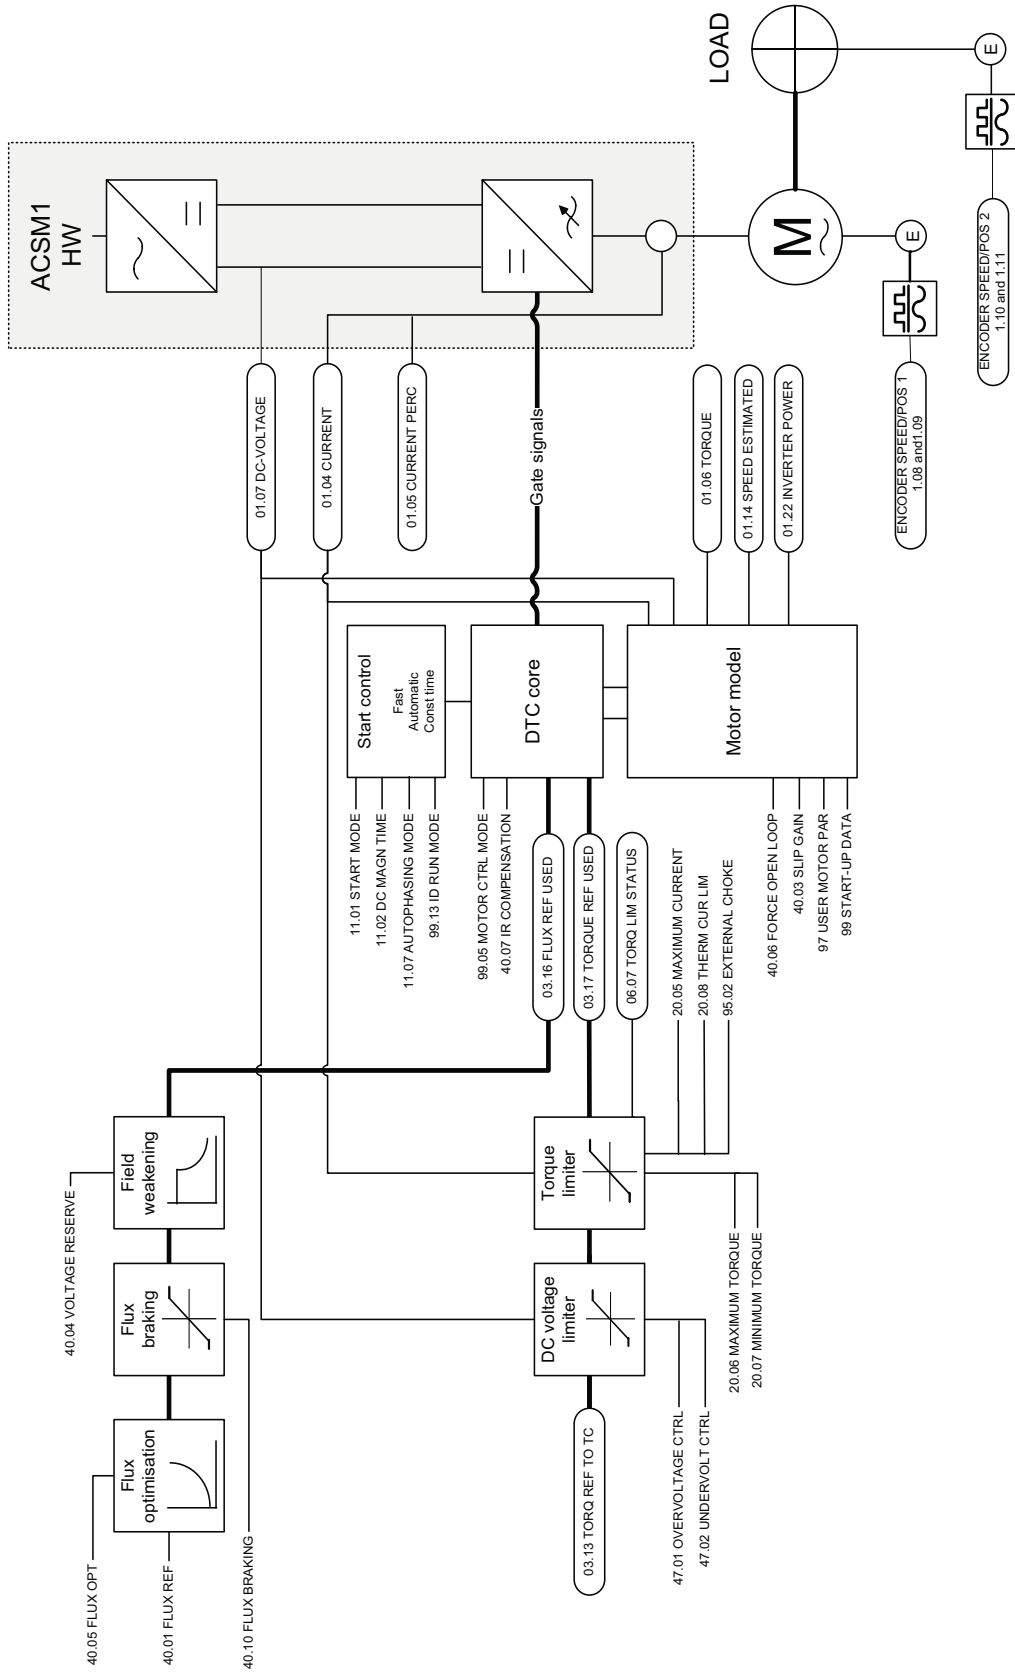 40.05 FLUX OPT
40.01 FLUX REF
40.10 FLUX BRAKING
Flux
optimisation
Flux
braking
40.04 VOLTAGE RESERVE
Field
weakening
03.13 TORQ REF TO TC
47.01 OVERVOLTAGE CTRL
47.02 UNDERVOLT CTRL
DC voltage
limiter
20.06 MAXIMUM TORQUE
20.07 MINIMUM TORQUE
Torque
limiter
20.05 MAXIMUM CURRENT
20.08 THERM CUR LIM
95.02 EXTERNAL CHOKE
03.16 FLUX REF USED
03.17 TORQUE REF USED
06.07 TORQ LIM STATUS
11.01 START MODE
11.02 DC MAGN TIME
11.07 AUTOPHASING MODE
99.13 ID RUN MODE
99.05 MOTOR CTRL MODE
40.07 IR COMPENSATION
40.06 FORCE OPEN LOOP
40.03 SLIP GAIN
97 USER MOTOR PAR
99 START-UP DATA
Start control
Fast
Automatic
Const time
DTC core
Motor model
01.07 DC-VOLTAGE
01.04 CURRENT
01.05 CURRENT PERC
Gate signals
01.06 TORQUE
01.14 SPEED ESTIMATED
01.22 INVERTER POWER
ENCODER SPEED/POS 1
1.08 and1.09
ENCODER SPEED/POS 2
1.10 and 1.11
ACSM1
HW
M
E
E
LOAD